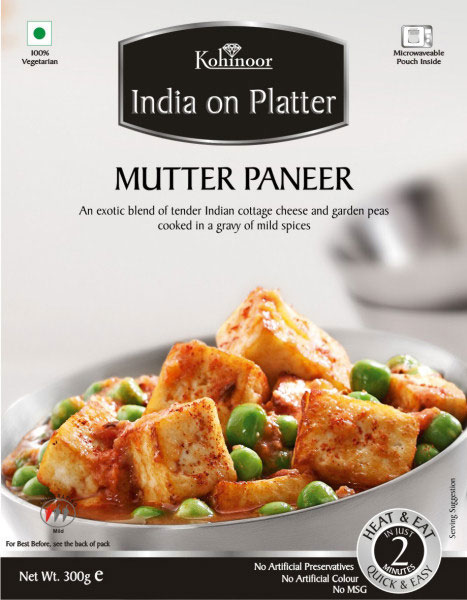 100%
Vegetarian
Microwaveable
Pouch Inside
Kohinoor
India on Platter
MUTTER PANEER
An exotic blend of tender Indian cottage cheese and garden peas
cooked in a gravy of mild spices
Mild
Serving Suggestion
For Best Before, see the back of pack
HEAT & EAT
IN JUST
2
MINUTES
QUICK & EASY
Net Wt. 300g e
No Artificial Preservatives
No Artificial Colour
No MSG